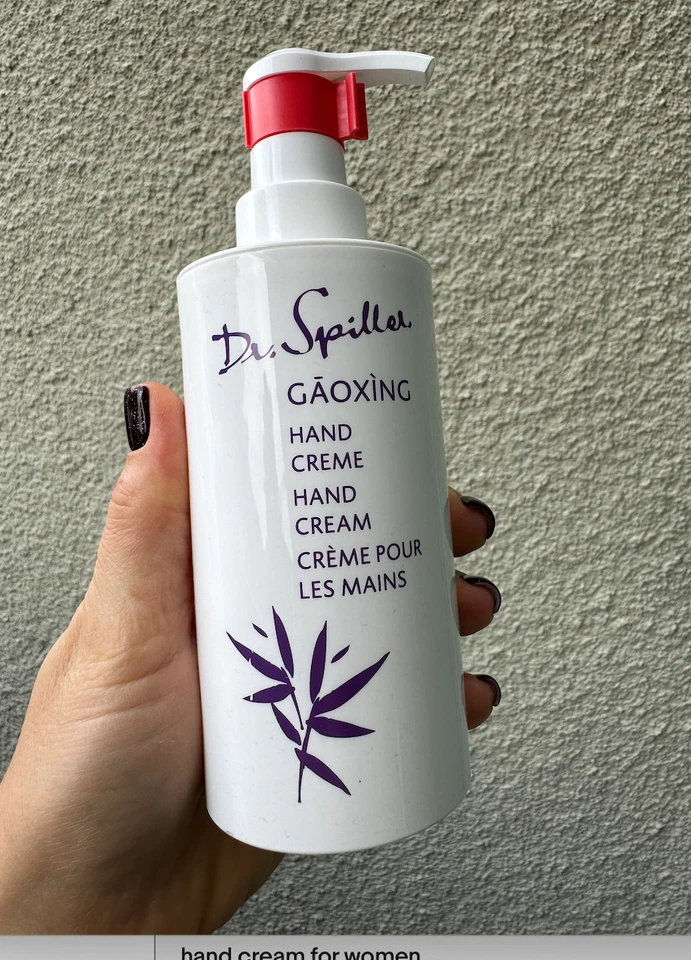 Dr. Spiller
GĀOXÌNG
HAND
CREME
HAND
CREAM
CRÈME POUR
LES MAINS
hand cream for women